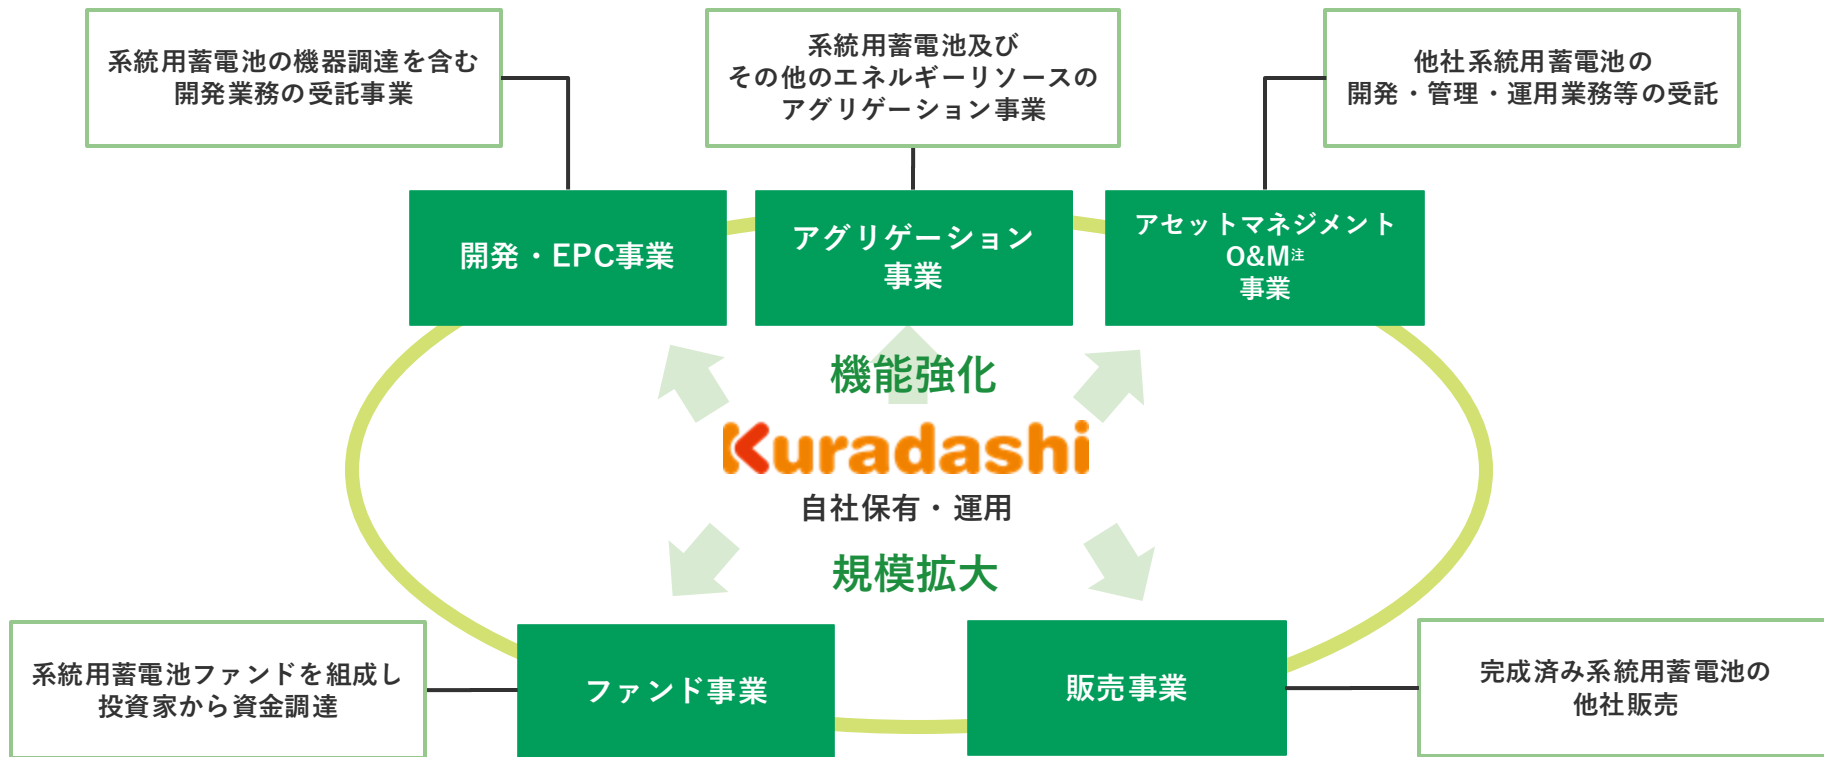 系統用蓄電池の機器調達を含む
開発業務の受託事業
系統用蓄電池及び
その他のエネルギーリソースの
アグリゲーション事業
他社系統用蓄電池の
開発・管理・運用業務等の受託
開発・EPC事業
アグリゲーション
事業
アセットマネジメント
O&M注
事業
機能強化
Kuradashi
自社保有・運用
規模拡大
系統用蓄電池ファンドを組成し
投資家から資金調達
ファンド事業
販売事業
完成済み系統用蓄電池の
他社販売